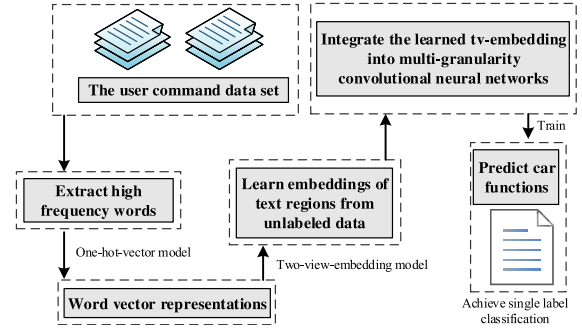 The user command data set
Extract high
frequency words
One-hot-vector model
Word vector representations
Two-view-embedding model
Learn embeddings of
text regions from
unlabeled data
Integrate the learned tv-embedding
into multi-granularity
convolutional neural networks
Train
Predict car
functions
Achieve single label
classification